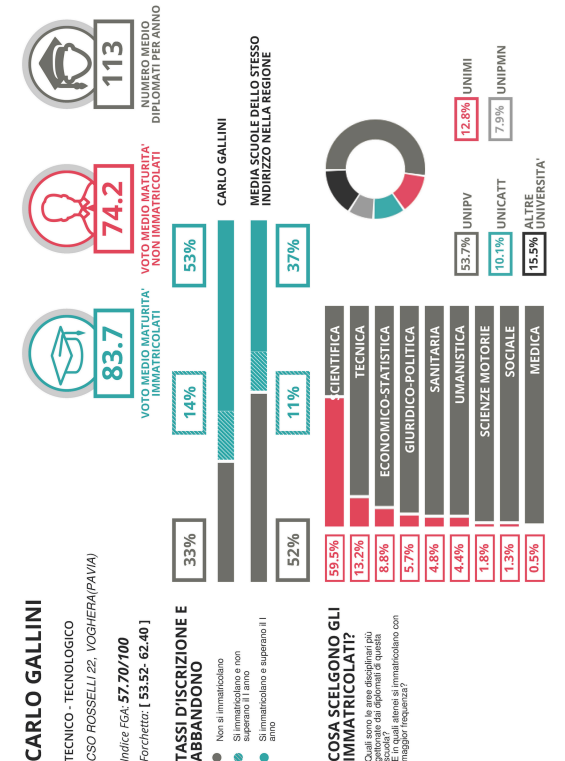 CARLO GALLINI
TECNICO - TECNOLOGICO
CSO ROSSELLI 22, VOGHERA(PAVIA)
Indice FGA: 57.70/100
Forchetta: [ 53.52- 62.40 ]
83.7
VOTO MEDIO MATURITA'
IMMATRICOLATI
74.2
VOTO MEDIO MATURITA'
NON IMMATRICOLATI
113
NUMERO MEDIO
DIPLOMATI PER ANNO
TASSI D'ISCRIZIONE E
ABBANDONO
Non si immatricolano
Si immatricolano e non
superano il I anno
Si immatricolano e superano il I
anno
33%
14%
53%
CARLO GALLINI
MEDIA SCUOLE DELLO STESSO
INDIRIZZO NELLA REGIONE
52%
11%
37%
COSA SCELGONO GLI
IMMATRICOLATI?
Quali sono le aree disciplinari più
gettonate dai diplomati di questa
scuola?
E in quali atenei si immatricolano con
maggior frequenza?
59.5% SCIENTIFICA
13.2% TECNICA
8.8% ECONOMICO-STATISTICA
5.7% GIURIDICO-POLITICA
4.8% SANITARIA
4.4% UMANISTICA
1.8% SCIENZE MOTORIE
1.3% SOCIALE
0.5% MEDICA
53.7% UNIPV
12.8% UNIMI
10.1% UNICATT
7.9% UNIPMN
15.5% ALTRE
UNIVERSITA'